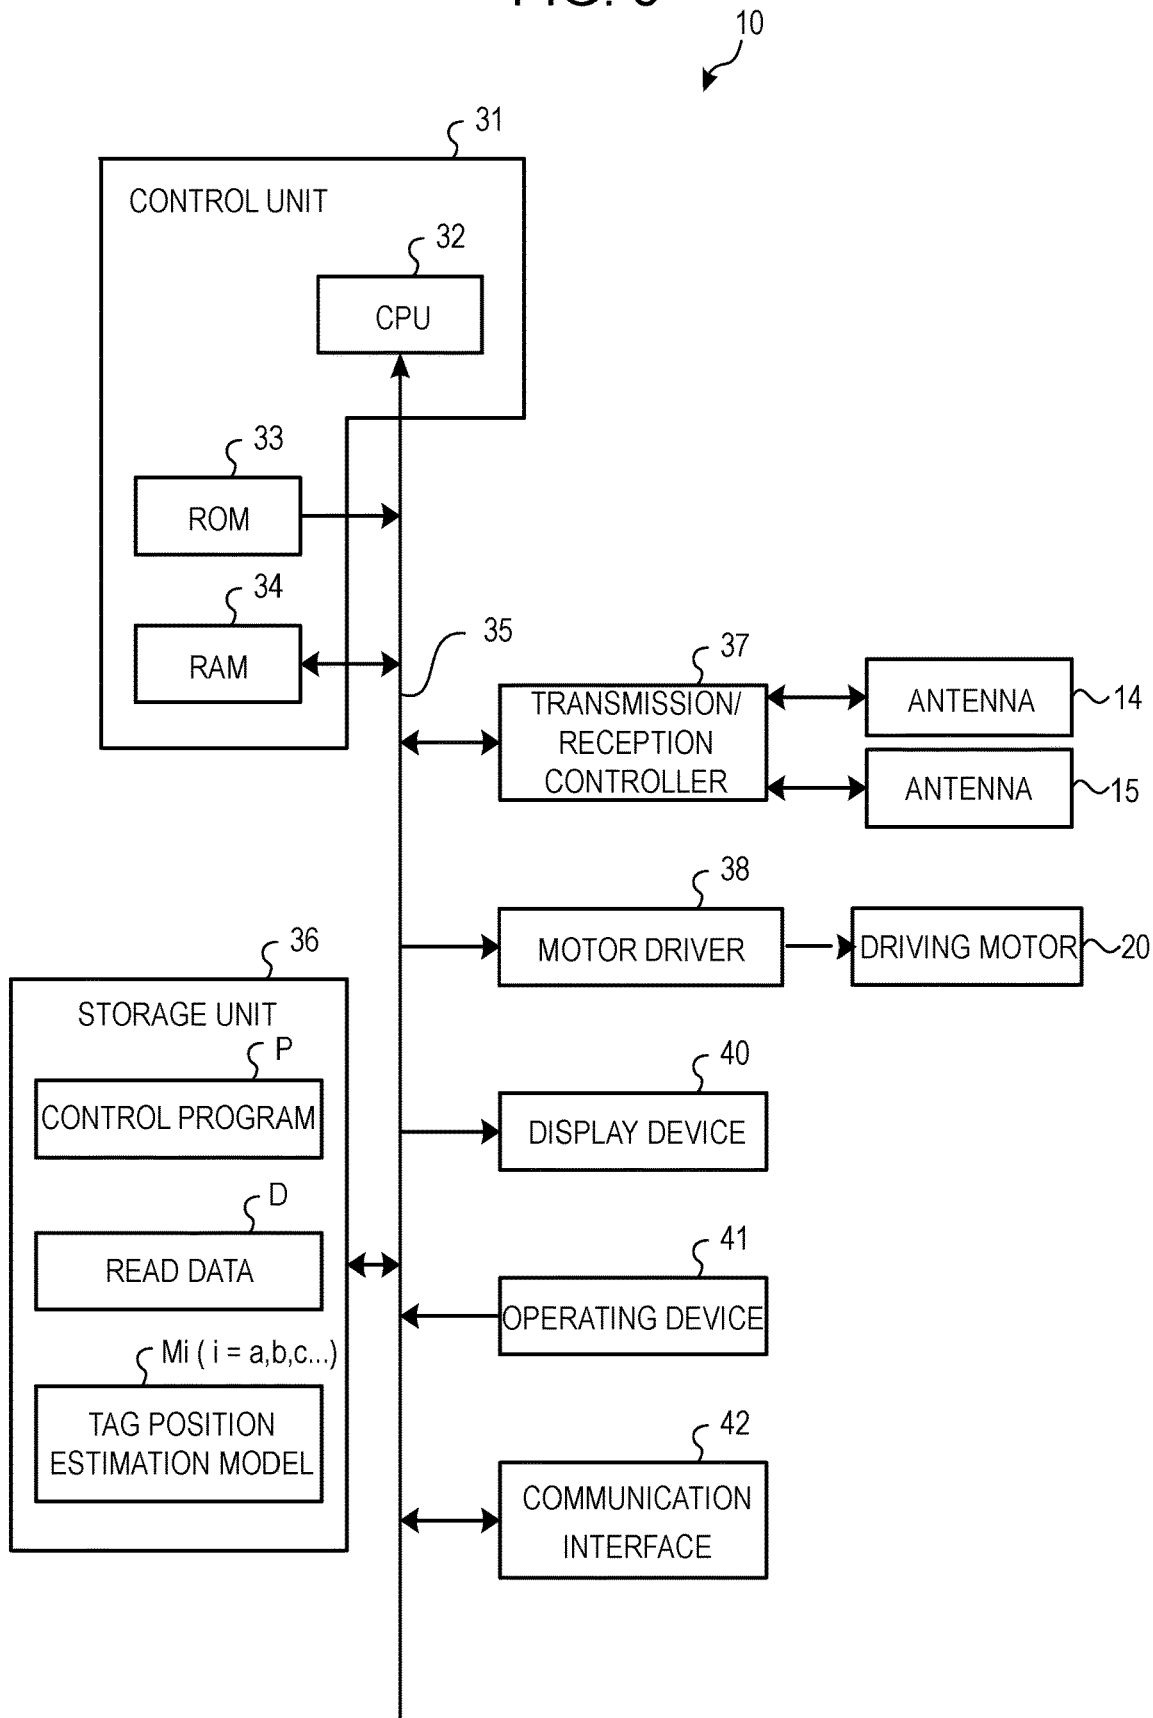 10
31
CONTROL UNIT
32
CPU
33
ROM
34
RAM
35
37
TRANSMISSION/
RECEPTION
CONTROLLER
ANTENNA
14
ANTENNA
15
38
MOTOR DRIVER
DRIVING MOTOR
20
36
STORAGE UNIT
P
CONTROL PROGRAM
D
READ DATA
Mi ( i = a,b,c...)
TAG POSITION
ESTIMATION MODEL
40
DISPLAY DEVICE
41
OPERATING DEVICE
42
COMMUNICATION
INTERFACE